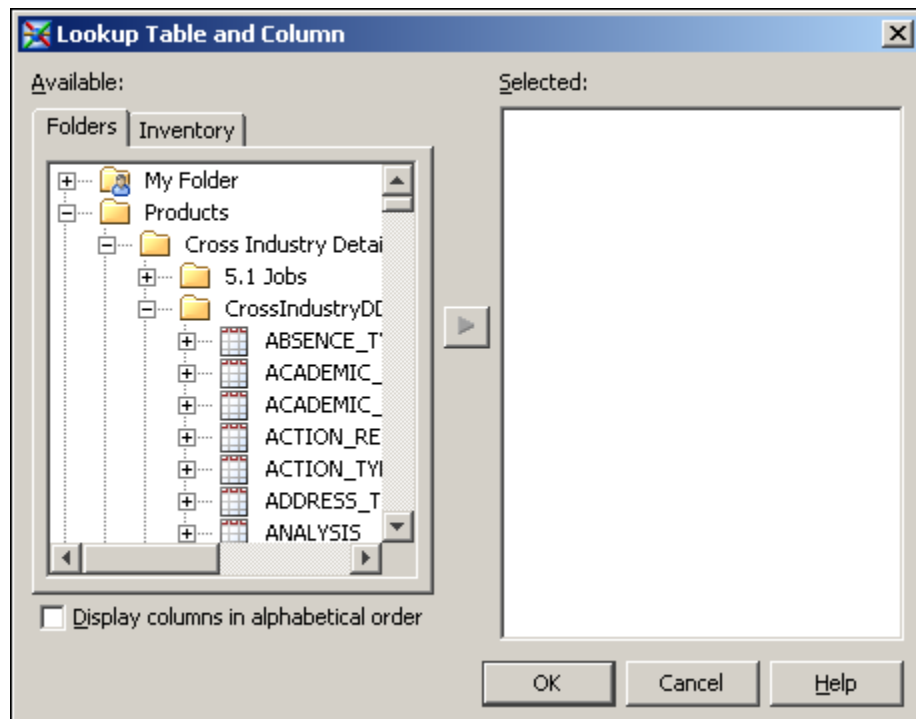 Lookup Table and Column
Available:
Selected:
Folders
Inventory
My Folder
Products
Cross Industry Detai
5.1 Jobs
CrossIndustryDD
ABSENCE_T
ACADEMIC_
ACADEMIC_
ACTION_RE
ACTION_TY
ADDRESS_T
ANALYSIS
Display columns in alphabetical order
OK
Cancel
Help